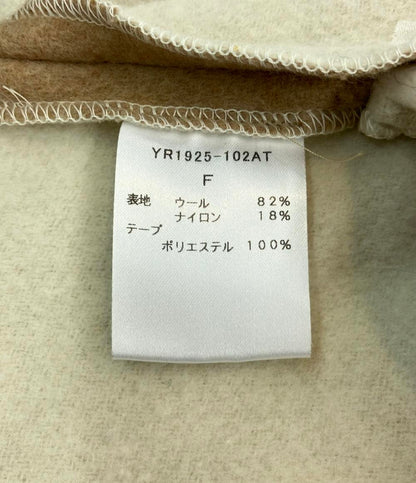 YR1925-102AT
F
表地 ウール 82%
ナイロン 18%
テープ
ポリエステル 100%